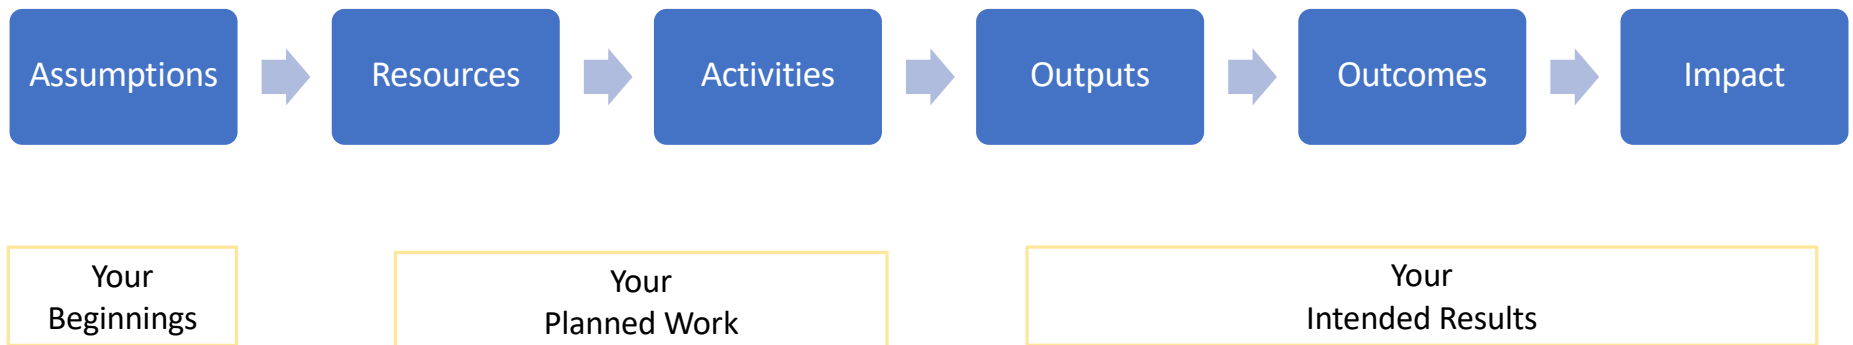 Assumptions
Resources
Activities
Outputs
Outcomes
Impact
Your
Beginnings
Your
Planned Work
Your
Intended Results